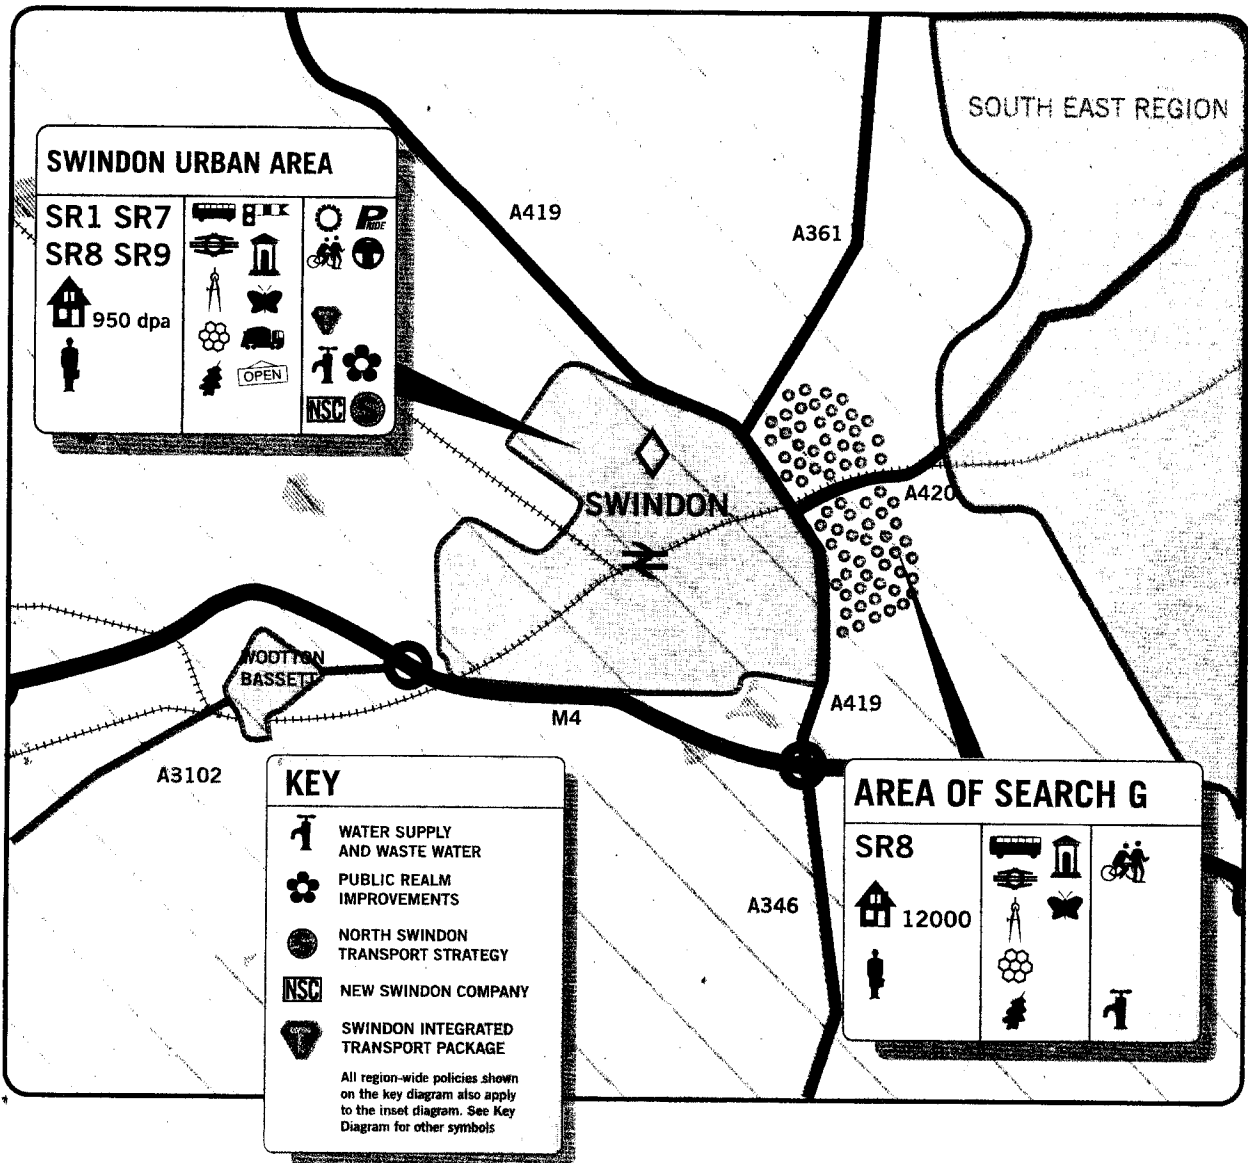 SOUTH EAST REGION
SWINDON URBAN AREA
SR1 SR7
SR8 SR9
950 dpa
PRIDE
T
OPEN
NSC
S
A419
A361
SWINDON
A420
WOOTTON
BASSETT
M4
A419
A3102
A346
KEY
WATER SUPPLY
AND WASTE WATER
PUBLIC REALM
IMPROVEMENTS
S
NORTH SWINDON
TRANSPORT STRATEGY
NSC
NEW SWINDON COMPANY
T
SWINDON INTEGRATED
TRANSPORT PACKAGE
All region-wide policies shown
on the key diagram also apply
to the inset diagram. See Key
Diagram for other symbols
AREA OF SEARCH G
SR8
12000